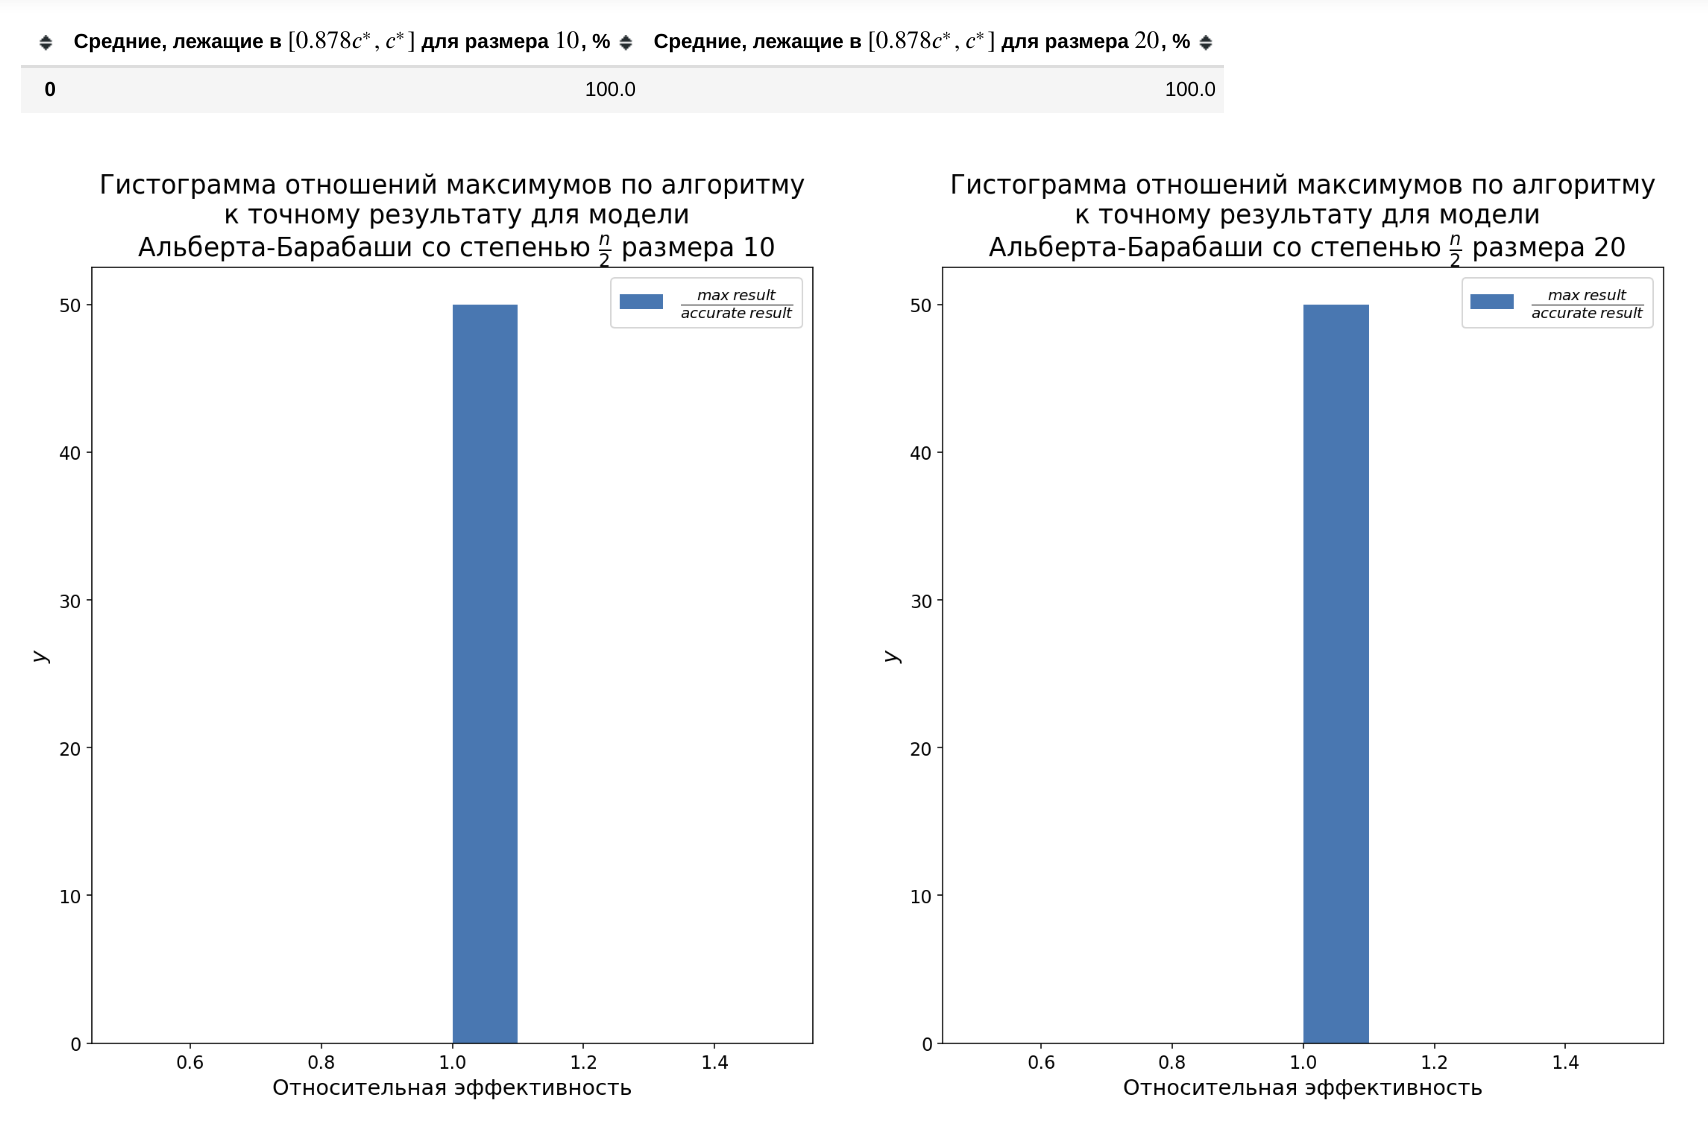 Средние, лежащие в [0.878c*, c*] для размера 10, % Средние, лежащие в [0.878c*, c*] для размера 20, %
0 100.0 100.0
Гистограмма отношений максимумов по алгоритму
к точному результату для модели
Альберта-Барабаши со степенью n/2 размера 10
max result
accurate result
50
40
30
20
10
0
y
0.6 0.8 1.0 1.2 1.4
Относительная эффективность
Гистограмма отношений максимумов по алгоритму
к точному результату для модели
Альберта-Барабаши со степенью n/2 размера 20
max result
accurate result
50
40
30
20
10
0
y
0.6 0.8 1.0 1.2 1.4
Относительная эффективность